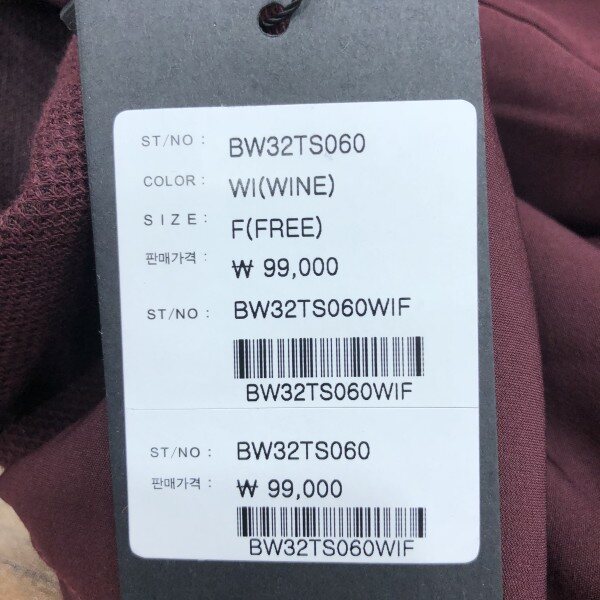 ST/NO : BW32TS060
COLOR: WI(WINE)
SIZE: F(FREE)
판매가격 : ₩ 99,000
ST/NO : BW32TS060WIF
BW32TS060WIF
ST/NO : BW32TS060
판매가격 : ₩ 99,000
BW32TS060WIF